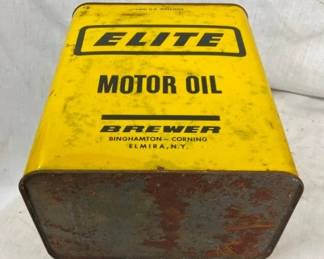 ELITE
MOTOR OIL
BREWER
BINGHAMTON - CORNING
ELMIRA, N.Y.